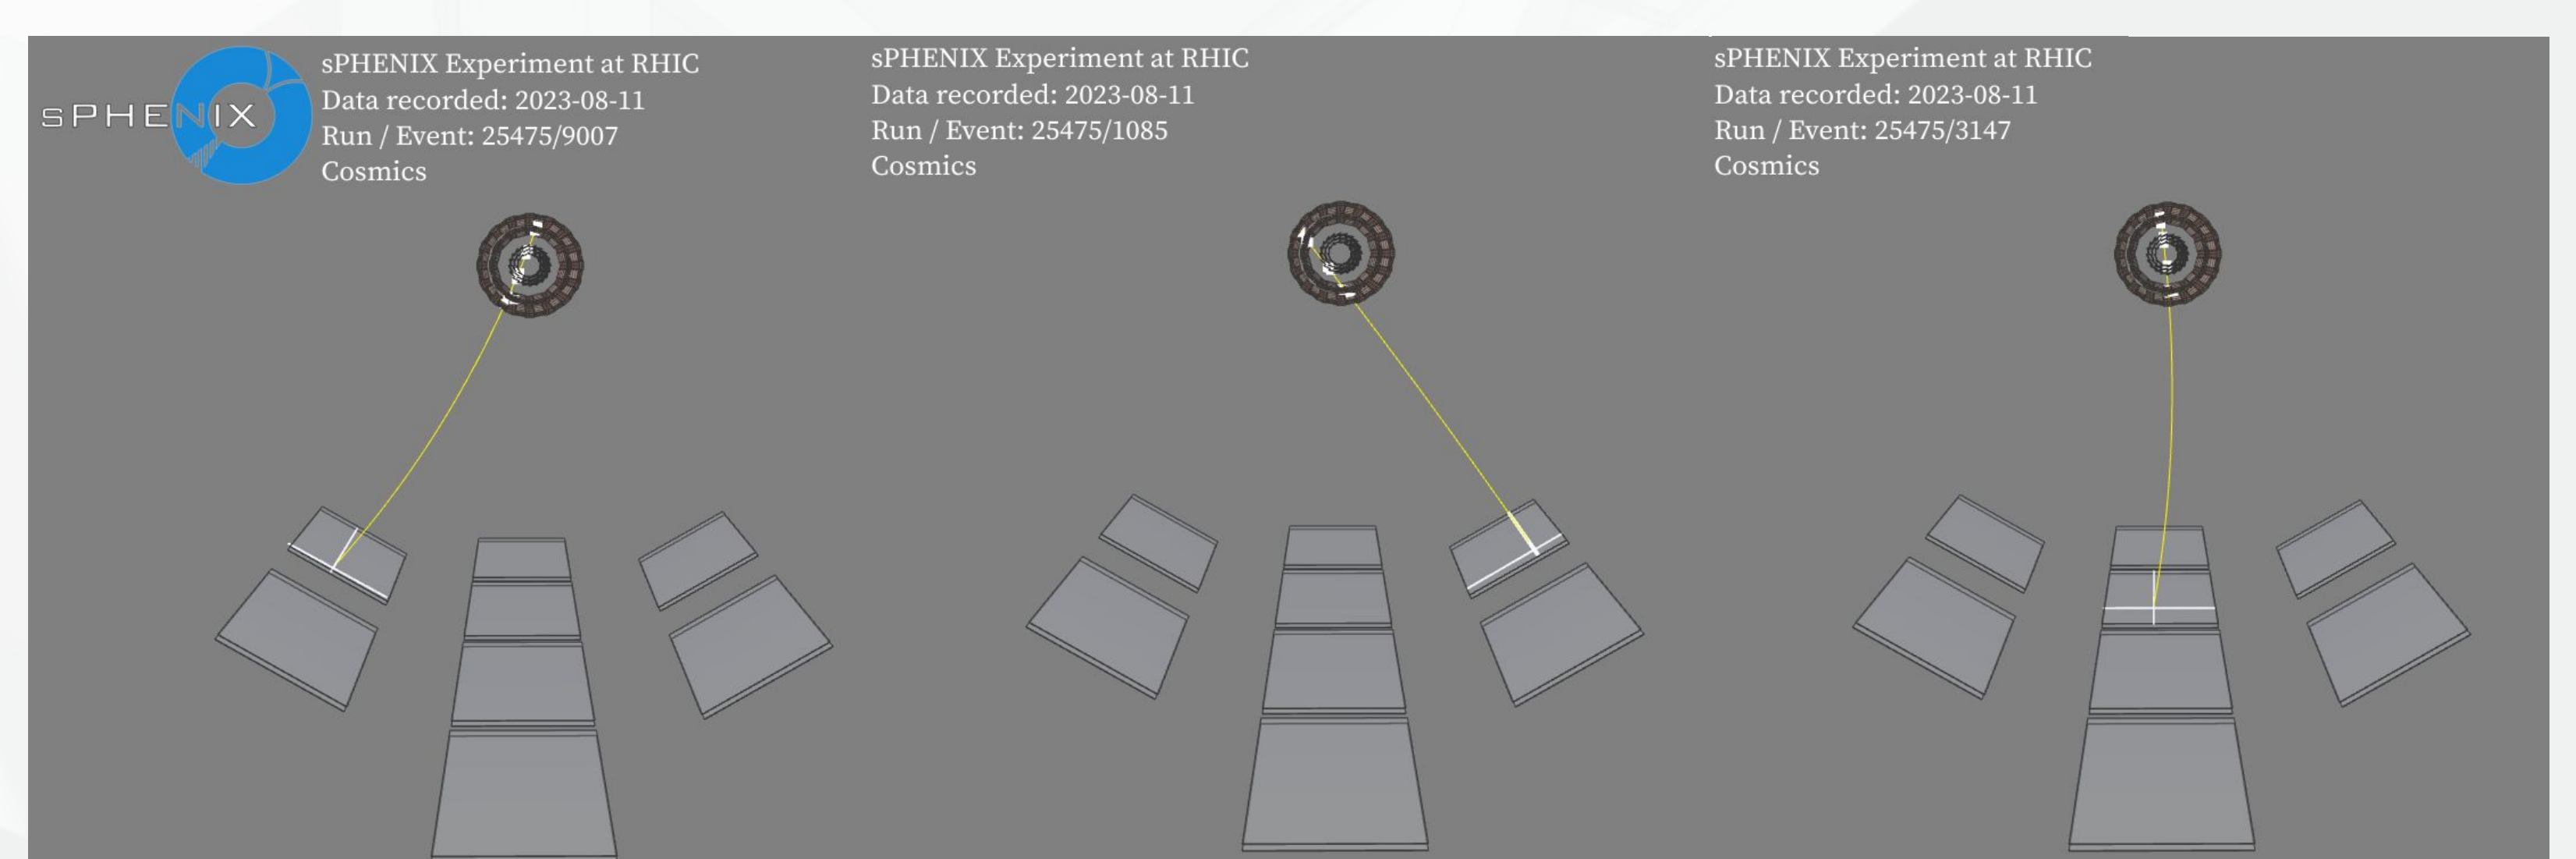 sPHENIX
sPHENIX Experiment at RHIC
Data recorded: 2023-08-11
Run / Event: 25475/9007
Cosmics
sPHENIX Experiment at RHIC
Data recorded: 2023-08-11
Run / Event: 25475/1085
Cosmics
sPHENIX Experiment at RHIC
Data recorded: 2023-08-11
Run / Event: 25475/3147
Cosmics